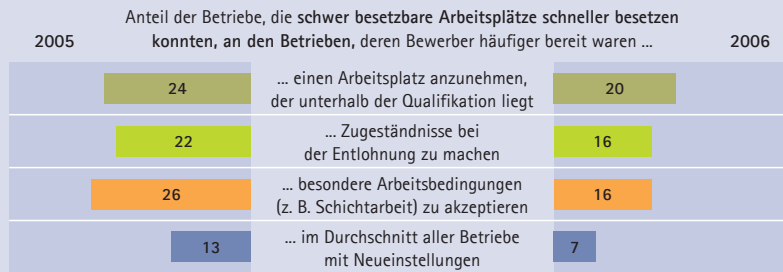 Anteil der Betriebe, die schwer besetzbare Arbeitsplätze schneller besetzen
2005 konnten, an den Betrieben, deren Bewerber häufiger bereit waren ... 2006
24 ... einen Arbeitsplatz anzunehmen, 20
der unterhalb der Qualifikation liegt
22 ... Zugeständnisse bei 16
der Entlohnung zu machen
26 ... besondere Arbeitsbedingungen 16
(z. B. Schichtarbeit) zu akzeptieren
13 ... im Durchschnitt aller Betriebe 7
mit Neueinstellungen